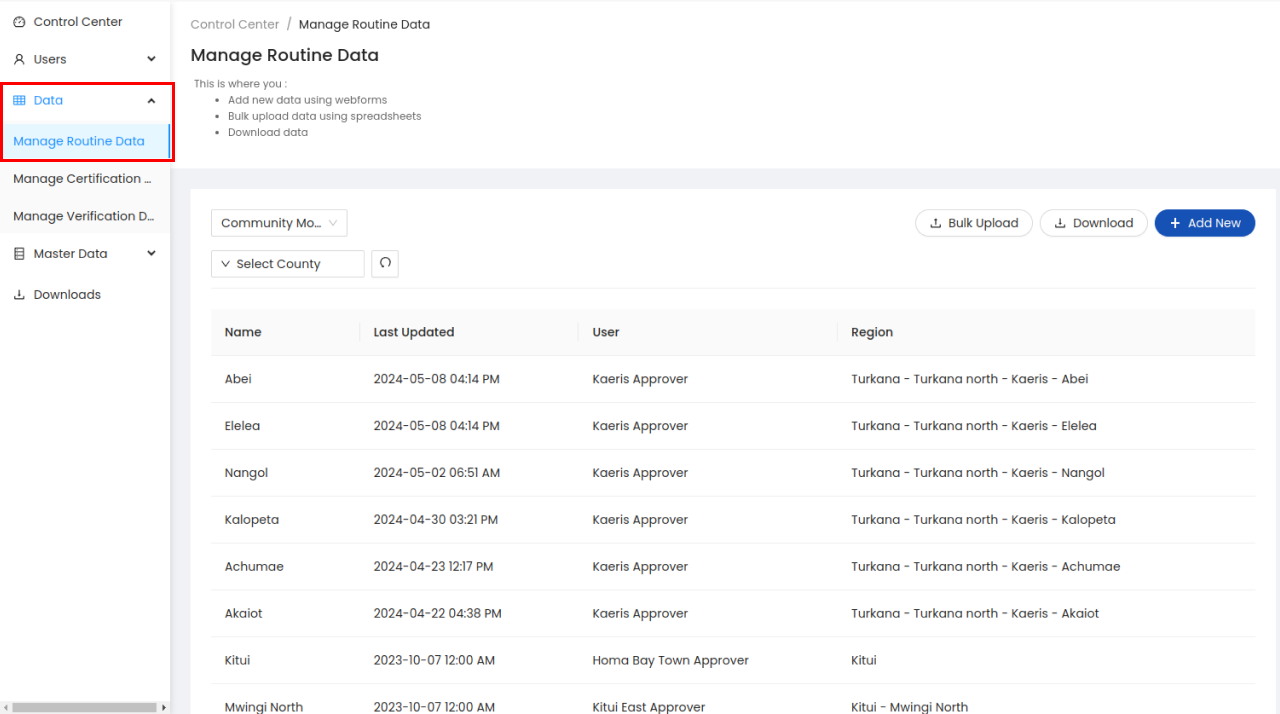 Control Center
Users
Data
Manage Routine Data
Manage Certification ...
Manage Verification D...
Master Data
Downloads
Control Center / Manage Routine Data
Manage Routine Data
This is where you :
Add new data using webforms
Bulk upload data using spreadsheets
Download data
Community Mo... Bulk Upload Download + Add New
Select County
Name Last Updated User Region
Abei 2024-05-08 04:14 PM Kaeris Approver Turkana - Turkana north - Kaeris - Abei
Elelea 2024-05-08 04:14 PM Kaeris Approver Turkana - Turkana north - Kaeris - Elelea
Nangol 2024-05-02 06:51 AM Kaeris Approver Turkana - Turkana north - Kaeris - Nangol
Kalopeta 2024-04-30 03:21 PM Kaeris Approver Turkana - Turkana north - Kaeris - Kalopeta
Achumae 2024-04-23 12:17 PM Kaeris Approver Turkana - Turkana north - Kaeris - Achumae
Akaiot 2024-04-22 04:38 PM Kaeris Approver Turkana - Turkana north - Kaeris - Akaiot
Kitui 2023-10-07 12:00 AM Homa Bay Town Approver Kitui
Mwingi North 2023-10-07 12:00 AM Kitui East Approver Kitui - Mwingi North